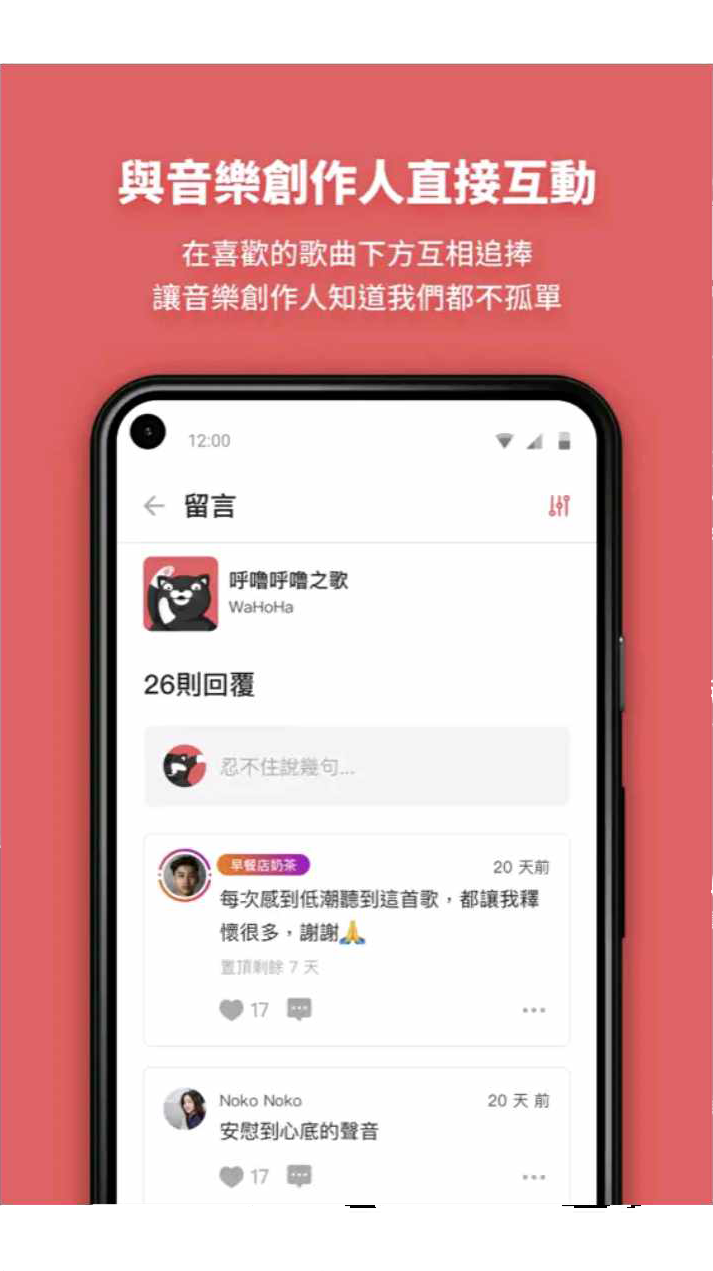 與音樂創作人直接互動
在喜歡的歌曲下方互相追捧
讓音樂創作人知道我們都不孤單
12:00
留言
呼嚕呼嚕之歌
WaHoHa
26則回覆
忍不住說幾句...
早餐店奶茶
20 天前
每次感到低潮聽到這首歌，都讓我釋
懷很多，謝謝🙏
置頂剩餘 7 天
17
Noko Noko
20 天 前
安慰到心底的聲音
17